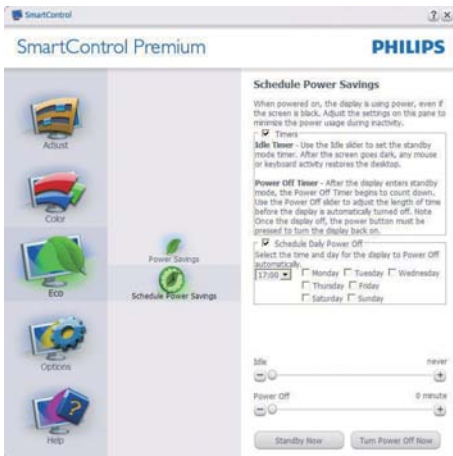 SmartControl
SmartControl Premium
PHILIPS
Adjust
Color
Eco
Options
Help
Power Savings
Schedule Power Savings
Schedule Power Savings
When powered on, the display is using power, even if
the screen is black. Adjust the settings on this pane to
minimize the power usage during inactivity.
Timers
Idle Timer - Use the Idle slider to set the standby
mode timer. After the screen goes dark, any mouse
or keyboard activity restores the desktop.
Power Off Timer - After the display enters standby
mode, the Power Off Timer begins to count down.
Use the Power Off slider to adjust the length of time
before the display is automatically turned off. Note
Once the display off, the power button must be
pressed to turn the display back on.
Schedule Daily Power Off
Select the time and day for the display to Power Off
automatically.
17:00 Monday Tuesday Wednesday
Thursday Friday
Saturday Sunday
Idle never
Power Off 0 minute
Standby Now Turn Power Off Now